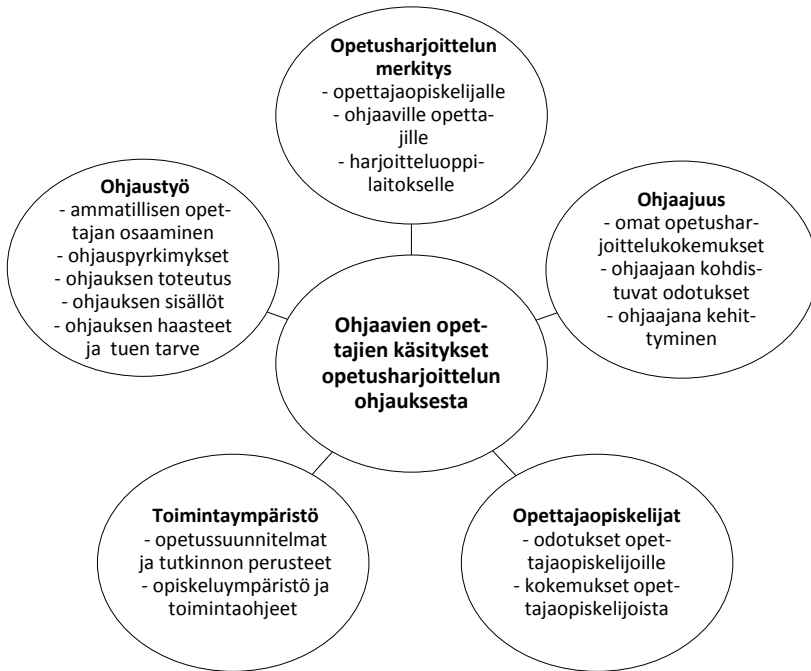 Opetusharjoittelun
merkitys
- opettajaopiskelijalle
- ohjaaville opetta-
jille
- harjoitteluoppi-
laitokselle
Ohjaustyö
- ammatillisen opet-
tajan osaaminen
- ohjauspyrkimykset
- ohjauksen toteutus
- ohjauksen sisällöt
- ohjauksen haasteet
ja tuen tarve
Ohjaajuus
- omat opetushar-
joittelukokemukset
- ohjaajaan kohdis-
tuvat odotukset
- ohjaajana kehit-
tyminen
Ohjaavien opet-
tajien käsitykset
opetusharjoittelun
ohjauksesta
Toimintaympäristö
- opetussuunnitelmat
ja tutkinnon perusteet
- opiskeluympäristö ja
toimintaohjeet
Opettajaopiskelijat
- odotukset opet-
tajaopiskelijoille
- kokemukset opet-
tajaopiskelijoista